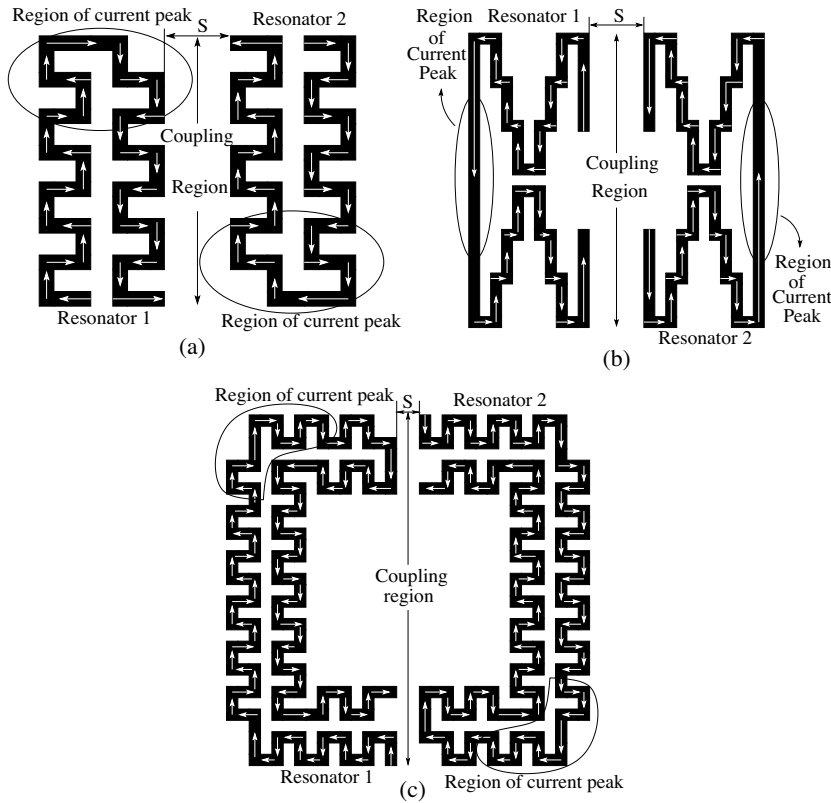 Region of current peak
S
Resonator 2
Coupling
Region
Resonator 1
Region of current peak
(a)
Region
of
Current
Peak
Resonator 1
S
Coupling
Region
Region
of
Current
Peak
Resonator 2
(b)
Region of current peak
S
Resonator 2
Coupling
region
Resonator 1
Region of current peak
(c)